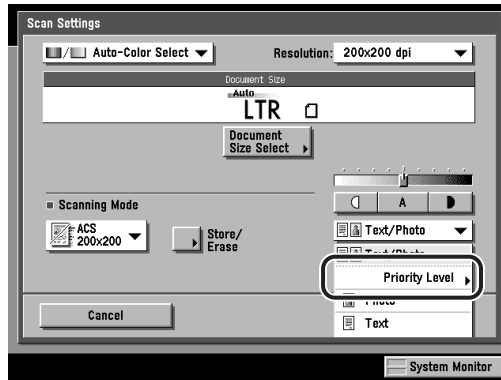 Scan Settings
Auto-Color Select
Resolution: 200x200 dpi
Document Size
Auto
LTR
Document
Size Select
Scanning Mode
A
ACS
200x200
Store/
Erase
Text/Photo
Text/Photo
Priority Level
Photo
Text
Cancel
System Monitor